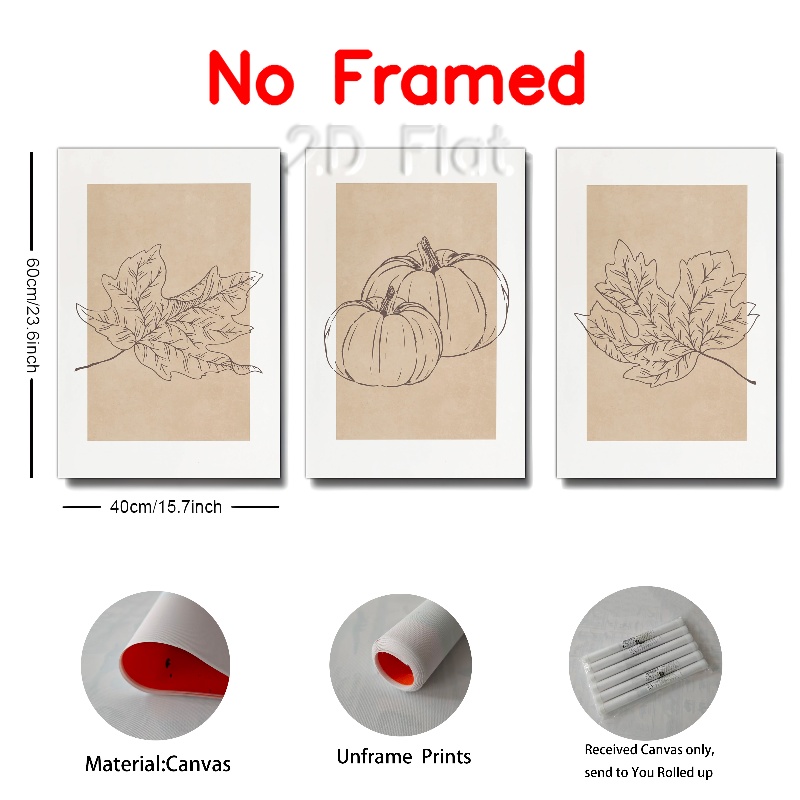 No Framed
2.D Flat.
60cm/23.6inch
40cm/15.7inch
Material:Canvas
Unframe Prints
Received Canvas only,
send to You Rolled up